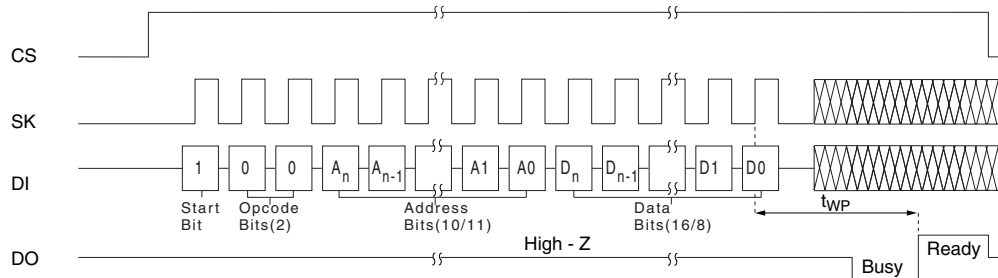 CS
SK
DI
1 0 0 An An-1 A1 A0 Dn Dn-1 D1 D0
Start Bit
Opcode Bits(2)
Address Bits(10/11)
Data Bits(16/8)
tWP
DO
High - Z
Busy
Ready